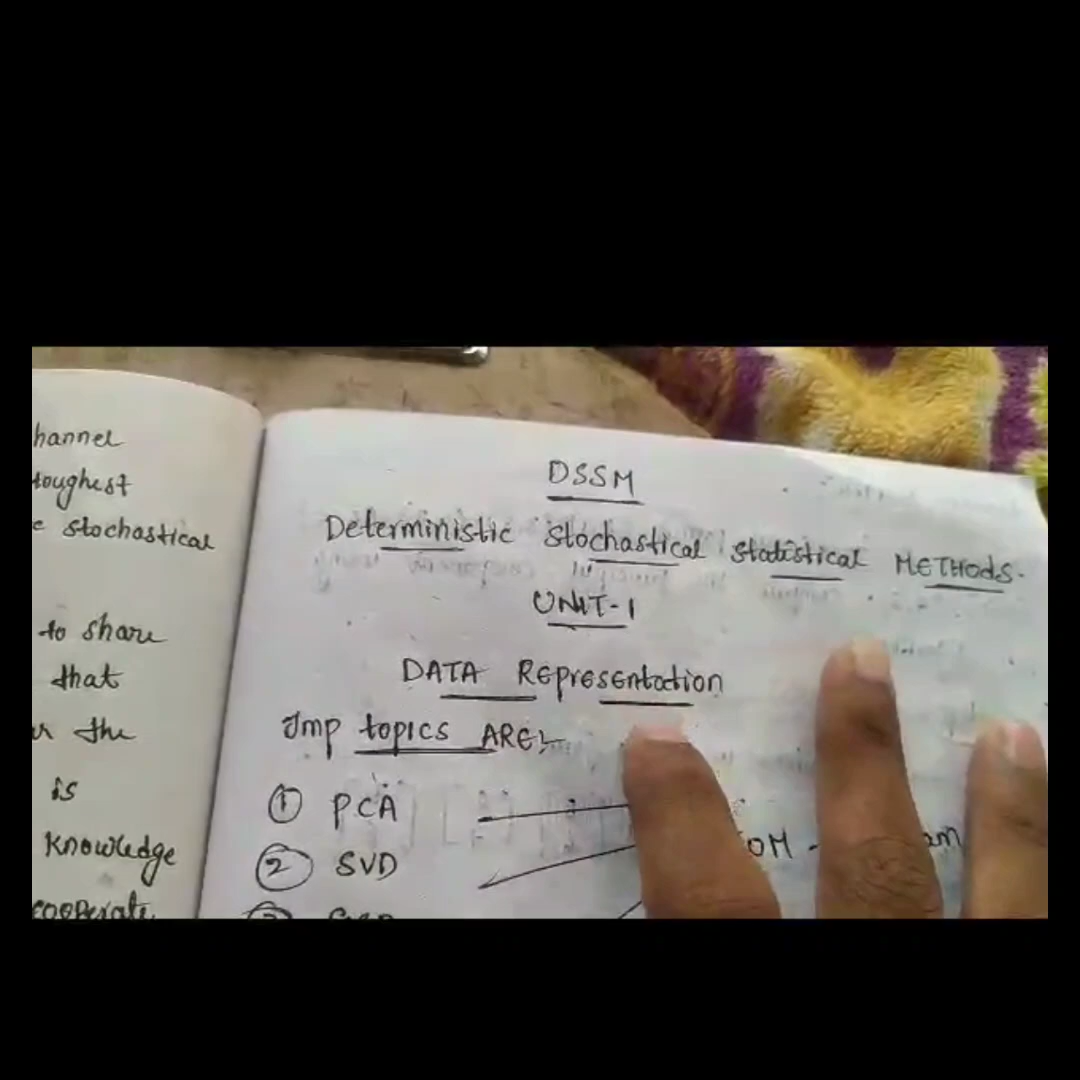 hannel
toughest
e stochastical
to share
that
the
is
Knowledge
cooperate
DSSM
Deterministic Stochastical Statistical METHODS.
UNIT-1
DATA Representation
Imp topics ARE:-
① PCA
② SVD